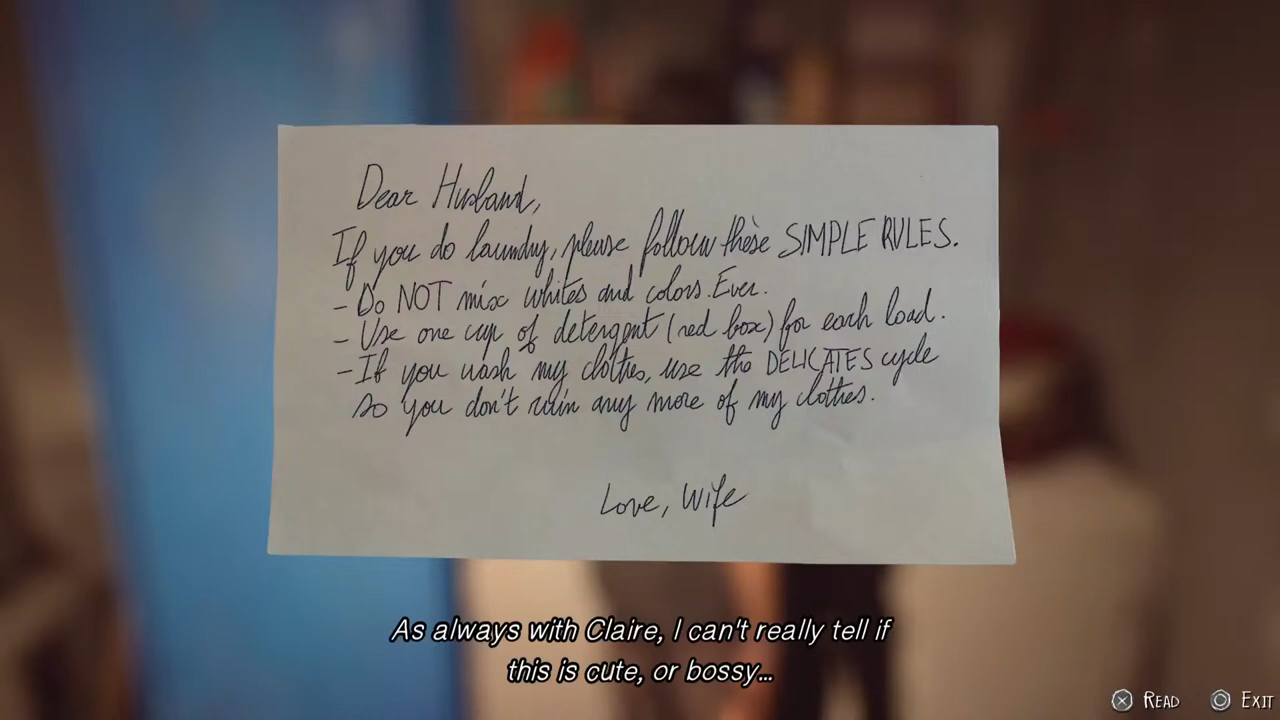 Dear Husband,
If you do laundry, please follow these SIMPLE RULES.
- Do NOT mix whites and colors. Ever.
- Use one cup of detergent (red box) for each load.
- If you wash my clothes, use the DELICATES cycle
so you don't ruin any more of my clothes.
Love, Wife
As always with Claire, I can't really tell if
this is cute, or bossy...
READ
EXIT